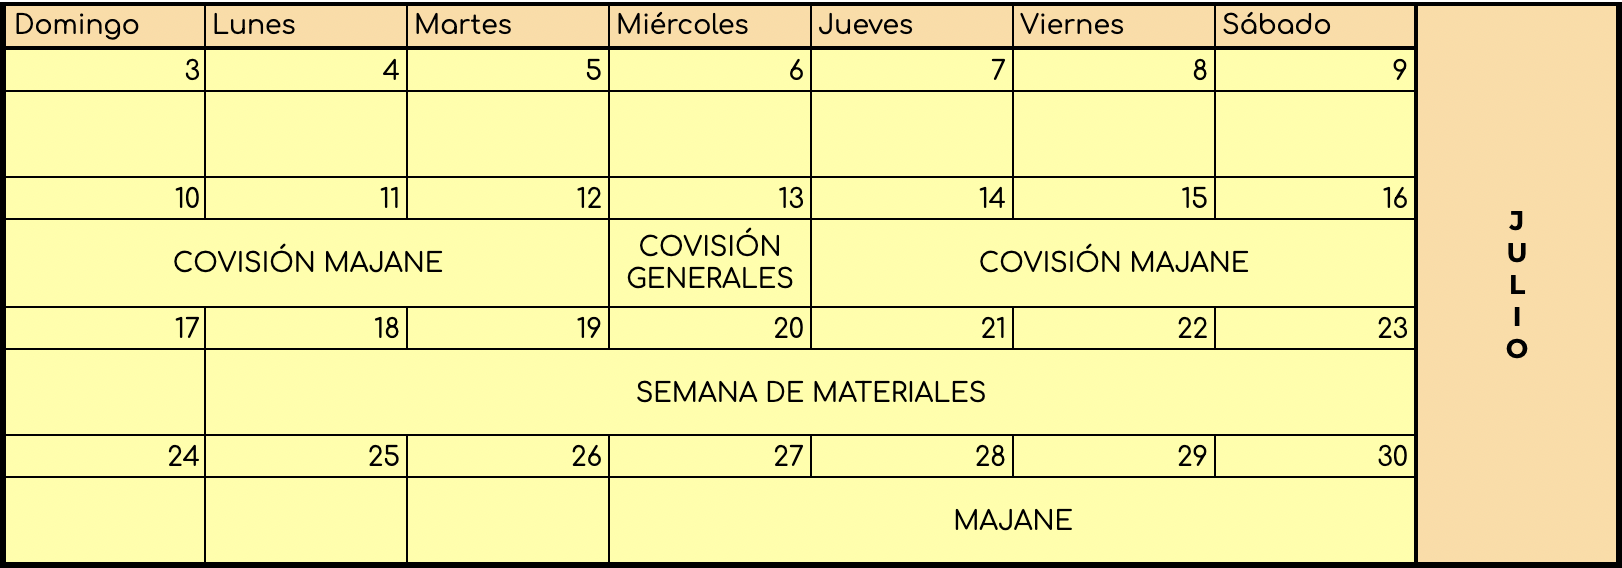 Domingo Lunes Martes Miércoles Jueves Viernes Sábado
3 4 5 6 7 8 9
10 11 12 13 14 15 16
COVISIÓN MAJANE
COVISIÓN
GENERALES
COVISIÓN MAJANE
17 18 19 20 21 22 23
SEMANA DE MATERIALES
24 25 26 27 28 29 30
MAJANE
J
U
L
I
O